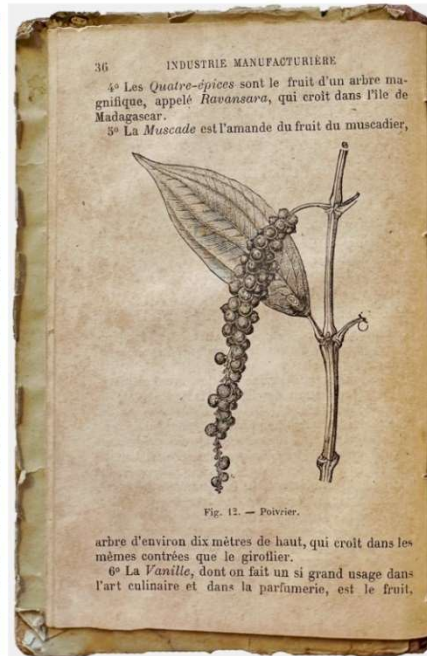 36 INDUSTRIE MANUFACTURIÈRE
4º Les Quatre-épices sont le fruit d'un arbre ma-
gnifique, appelé Ravansara, qui croît dans l'île de
Madagascar.
5º La Muscade est l'amande du fruit du muscadier,
Fig. 12. — Poivrier.
arbre d'environ dix mètres de haut, qui croît dans les
mêmes contrées que le giroflier.
6º La Vanille, dont on fait un si grand usage dans
l'art culinaire et dans la parfumerie, est le fruit,